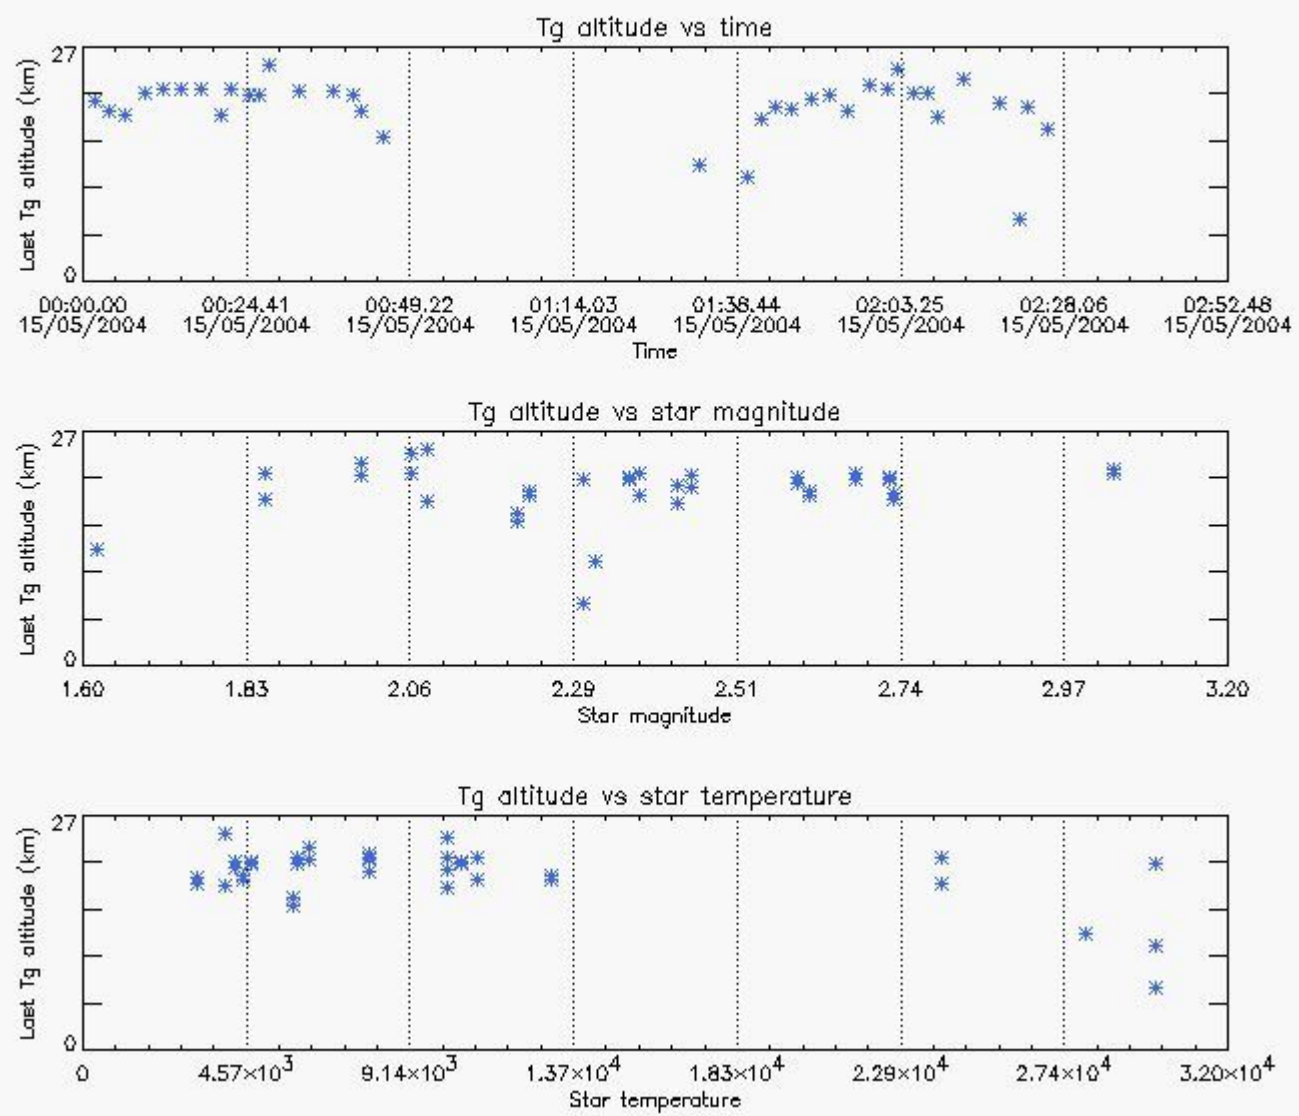 Tg altitude vs time
27
Last Tg altitude (km)
0
00:00.00 00:24.41 00:49.22 01:14.03 01:38.44 02:03.25 02:28.06 02:52.48
15/05/2004 15/05/2004 15/05/2004 15/05/2004 15/05/2004 15/05/2004 15/05/2004 15/05/2004
Time
Tg altitude vs star magnitude
27
Last Tg altitude (km)
0
1.60 1.83 2.06 2.29 2.51 2.74 2.97 3.20
Star magnitude
Tg altitude vs star temperature
27
Last Tg altitude (km)
0
0 4.57×10³ 9.14×10³ 1.37×10⁴ 1.83×10⁴ 2.29×10⁴ 2.74×10⁴ 3.20×10⁴
Star temperature